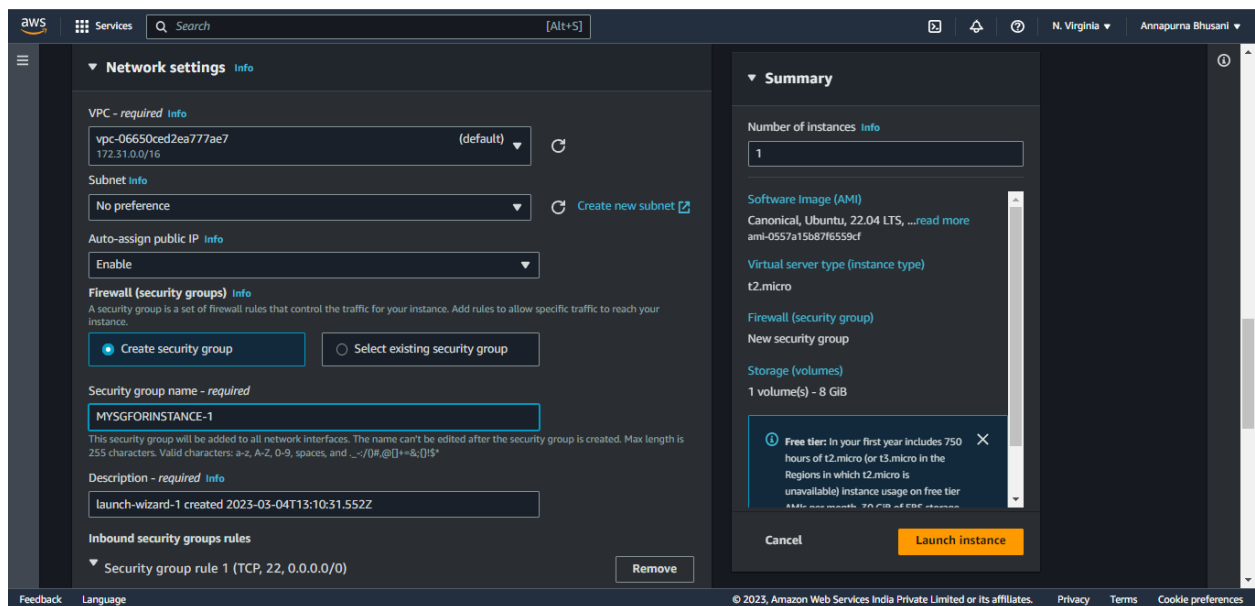 aws
Services
Search
[Alt+S]
N. Virginia
Annapurna Bhusani
Network settings Info
VPC - required Info
vpc-06650ced2ea777ae7
(default)
172.31.0.0/16
Subnet Info
No preference
Create new subnet
Auto-assign public IP Info
Enable
Firewall (security groups) Info
A security group is a set of firewall rules that control the traffic for your instance. Add rules to allow specific traffic to reach your
instance.
Create security group
Select existing security group
Security group name - required
MYSGFORINSTANCE-1
This security group will be added to all network interfaces. The name can't be edited after the security group is created. Max length is
255 characters. Valid characters: a-z, A-Z, 0-9, spaces, and ._-:/()#,@[]+=&;{}!$*
Description - required Info
launch-wizard-1 created 2023-03-04T13:10:31.552Z
Inbound security groups rules
Security group rule 1 (TCP, 22, 0.0.0.0/0)
Remove
Summary
Number of instances Info
1
Software Image (AMI)
Canonical, Ubuntu, 22.04 LTS, ...read more
ami-0557a15b87f6559cf
Virtual server type (instance type)
t2.micro
Firewall (security group)
New security group
Storage (volumes)
1 volume(s) - 8 GiB
Free tier: In your first year includes 750
hours of t2.micro (or t3.micro in the
Regions in which t2.micro is
unavailable) instance usage on free tier
AMIs per month, 30 GiB of EBS storage
Cancel
Launch instance
Feedback
Language
© 2023, Amazon Web Services India Private Limited or its affiliates.
Privacy
Terms
Cookie preferences